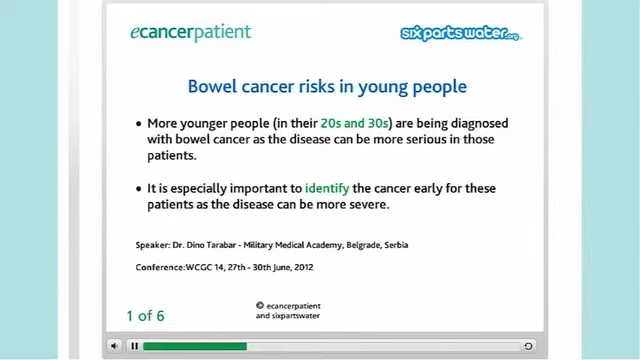 ecancerpatient
sixpartswater.org
Bowel cancer risks in young people
• More younger people (in their 20s and 30s) are being diagnosed
with bowel cancer as the disease can be more serious in those
patients.
• It is especially important to identify the cancer early for these
patients as the disease can be more severe.
Speaker: Dr. Dino Tarabar - Military Medical Academy, Belgrade, Serbia
Conference:WCGC 14, 27th - 30th June, 2012
© ecancerpatient
and sixpartswater
1 of 6